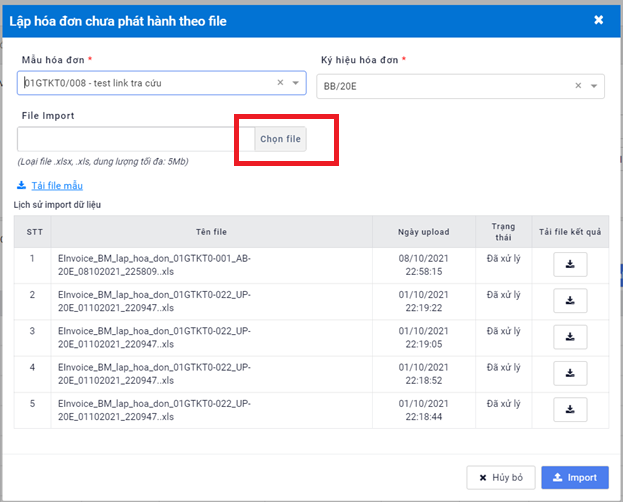 Lập hóa đơn chưa phát hành theo file
Mẫu hóa đơn * Ký hiệu hóa đơn *
01GTKT0/008 - test link tra cứu BB/20E
File Import
Chọn file
(Loại file .xlsx, .xls, dung lượng tối đa: 5Mb)
Tải file mẫu
Lịch sử import dữ liệu
STT Tên file Ngày upload Trạng thái Tải file kết quả
1 EInvoice_BM_lap_hoa_don_01GTKT0-001_AB- 08/10/2021 Đã xử lý
20E_08102021_225809..xls 22:58:15
2 EInvoice_BM_lap_hoa_don_01GTKT0-022_UP- 01/10/2021 Đã xử lý
20E_01102021_220947..xls 22:19:22
3 EInvoice_BM_lap_hoa_don_01GTKT0-022_UP- 01/10/2021 Đã xử lý
20E_01102021_220947..xls 22:19:05
4 EInvoice_BM_lap_hoa_don_01GTKT0-022_UP- 01/10/2021 Đã xử lý
20E_01102021_220947..xls 22:18:52
5 EInvoice_BM_lap_hoa_don_01GTKT0-022_UP- 01/10/2021 Đã xử lý
20E_01102021_220947..xls 22:18:44
Hủy bỏ Import